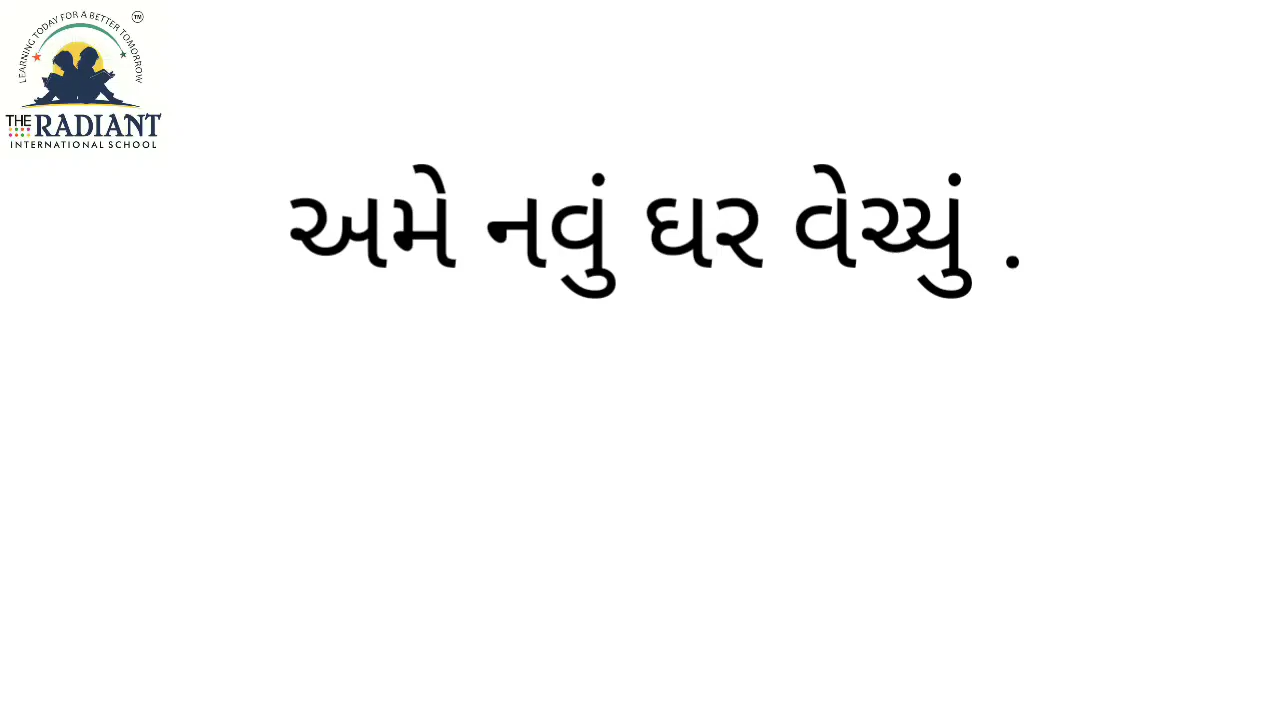 LEARNING TODAY FOR A BETTER TOMORROW
TM
THE RADIANT
INTERNATIONAL SCHOOL
અમે નવું ઘર વેચ્યું .